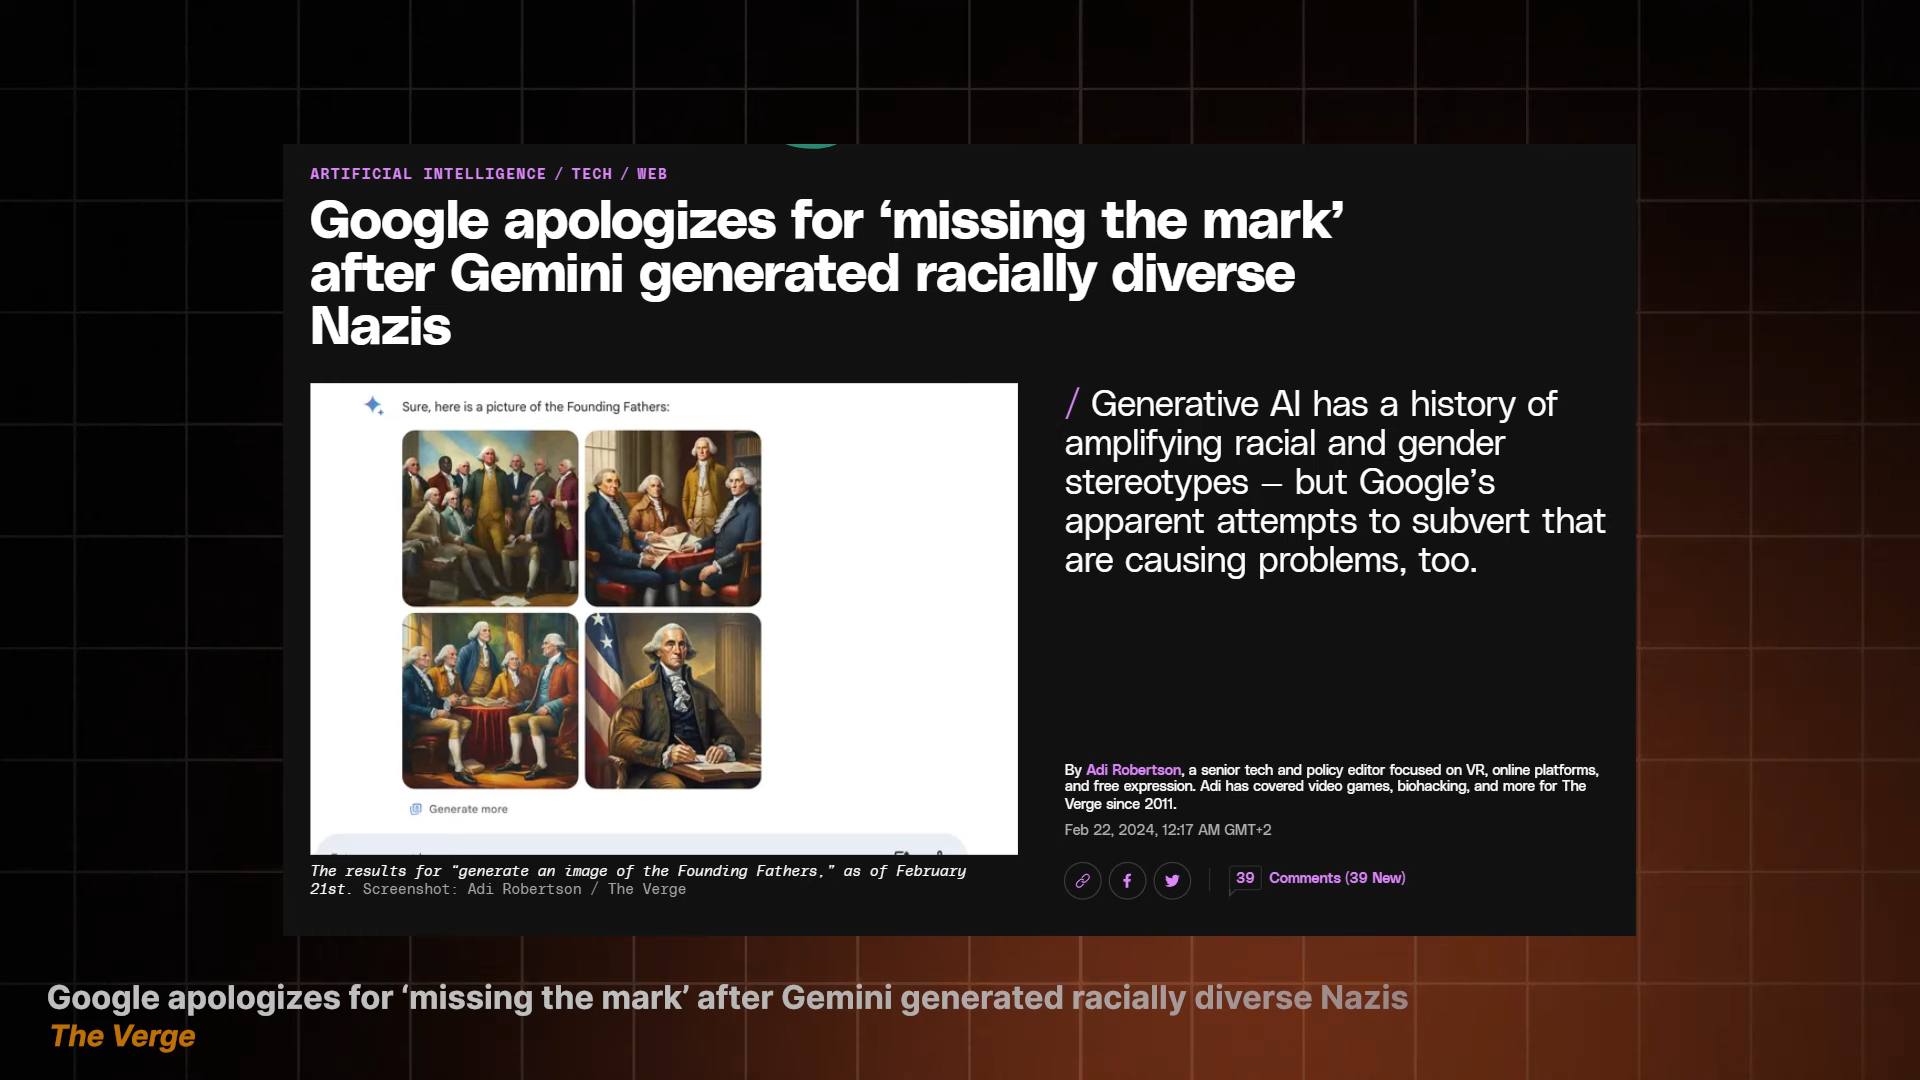 ARTIFICIAL INTELLIGENCE / TECH / WEB
Google apologizes for ‘missing the mark’
after Gemini generated racially diverse
Nazis
Sure, here is a picture of the Founding Fathers:
Generate more
The results for “generate an image of the Founding Fathers,” as of February
21st. Screenshot: Adi Robertson / The Verge
/ Generative AI has a history of
amplifying racial and gender
stereotypes — but Google’s
apparent attempts to subvert that
are causing problems, too.
By Adi Robertson, a senior tech and policy editor focused on VR, online platforms,
and free expression. Adi has covered video games, biohacking, and more for The
Verge since 2011.
Feb 22, 2024, 12:17 AM GMT+2
39 Comments (39 New)
Google apologizes for ‘missing the mark’ after Gemini generated racially diverse Nazis
The Verge